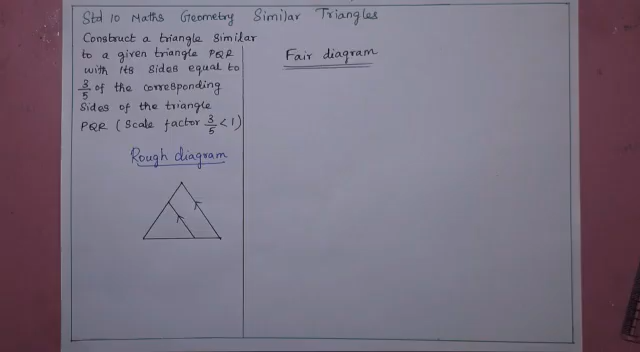 Std 10 Maths Geometry Similar Triangles
Construct a triangle similar
to a given triangle PQR
with its sides equal to
3/5 of the corresponding
sides of the triangle
PQR (Scale factor 3/5 < 1)
Rough diagram
Fair diagram